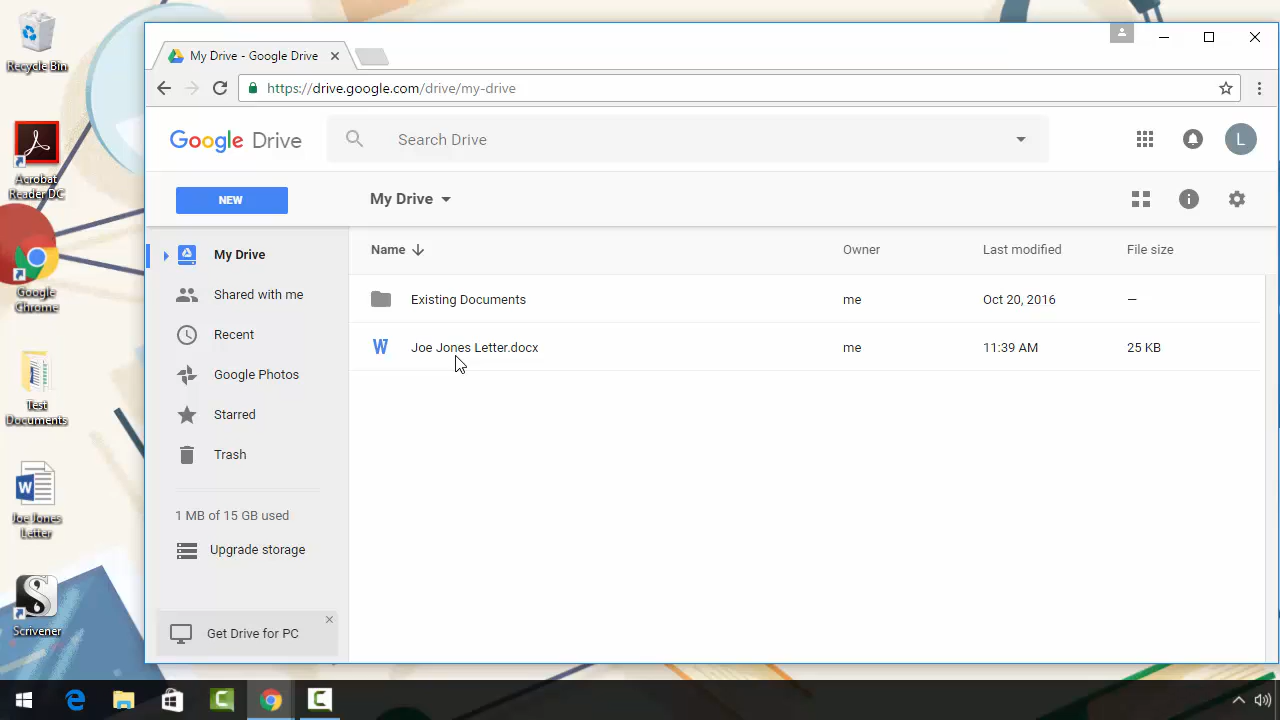 Recycle Bin
Acrobat
Reader DC
Google
Chrome
Test
Documents
Joe Jones
Letter
Scrivener
My Drive - Google Drive
https://drive.google.com/drive/my-drive
Google Drive
Search Drive
L
NEW
My Drive
My Drive
Shared with me
Recent
Google Photos
Starred
Trash
1 MB of 15 GB used
Upgrade storage
Get Drive for PC
Name Owner Last modified File size
Existing Documents me Oct 20, 2016 —
Joe Jones Letter.docx me 11:39 AM 25 KB